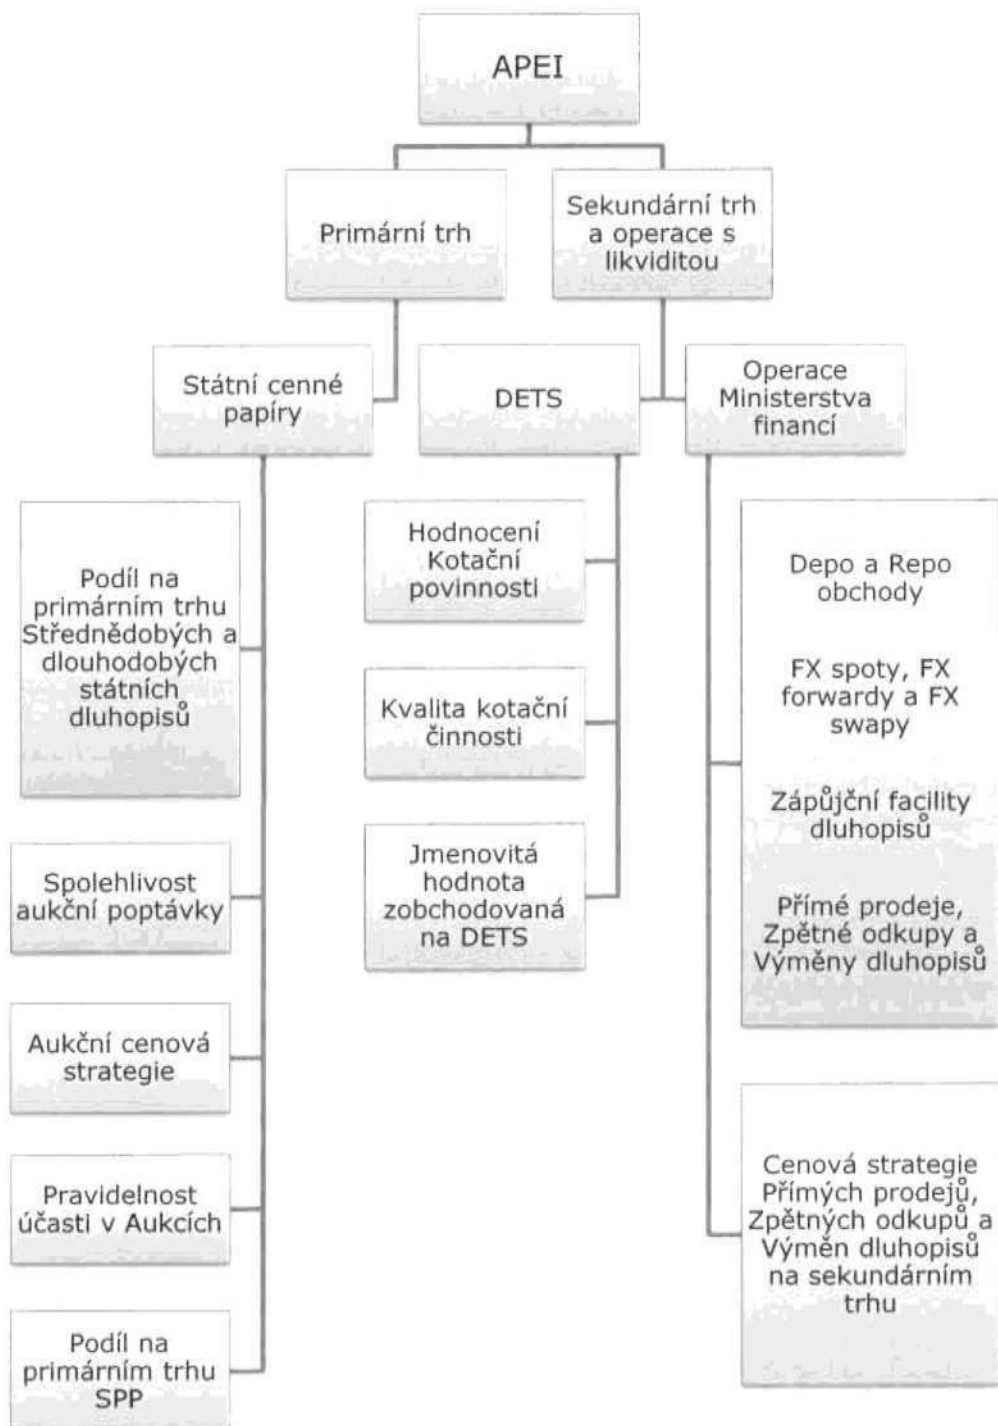 APEI
Primární trh
Sekundární trh
a operace s
likviditou
Státní cenné
papíry
DETS
Operace
Ministerstva
financí
Podíl na
primárním trhu
Střednědobých a
dlouhodobých
státních
dluhopisů
Spolehlivost
aukční poptávky
Aukční cenová
strategie
Pravidelnost
účasti v Aukcích
Podíl na
primárním trhu
SPP
Hodnocení
Kotační
povinnosti
Kvalita kotační
činnosti
Jmenovitá
hodnota
zobchodovaná
na DETS
Depo a Repo
obchody
FX spoty, FX
forwardy a FX
swapy
Zápůjční facility
dluhopisů
Přímé prodeje,
Zpětné odkupy a
Výměny dluhopisů
Cenová strategie
Přímých prodejů,
Zpětných odkupů a
Výměn dluhopisů
na sekundárním
trhu